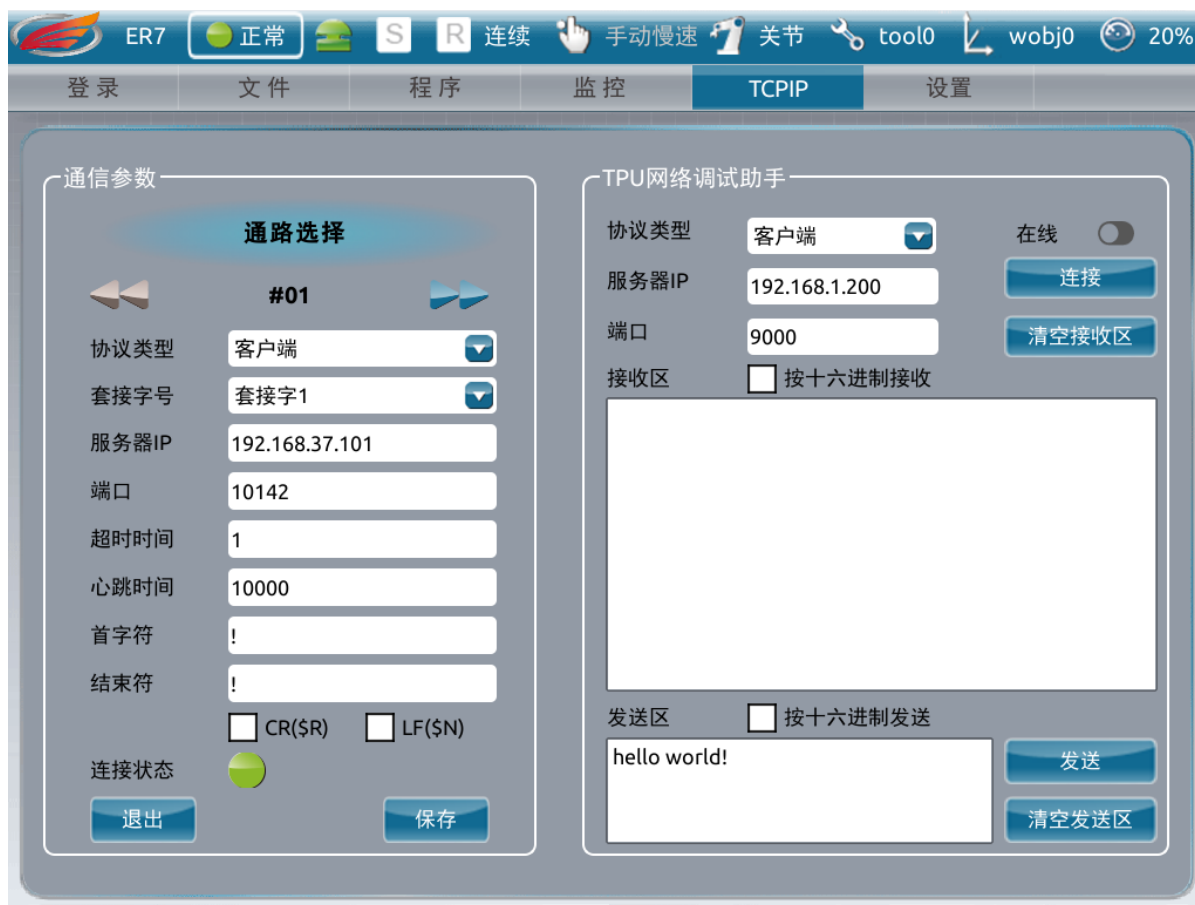 ER7 正常 S R 连续 手动慢速 关节 tool0 wobj0 20%
登录 文件 程序 监控 TCPIP 设置
通信参数
通路选择
#01
协议类型 客户端
套接字号 套接字1
服务器IP 192.168.37.101
端口 10142
超时时间 1
心跳时间 10000
首字符 !
结束符 !
CR($R) LF($N)
连接状态
退出 保存
TPU网络调试助手
协议类型 客户端 在线
服务器IP 192.168.1.200 连接
端口 9000 清空接收区
接收区 按十六进制接收
发送区 按十六进制发送
hello world!
发送
清空发送区